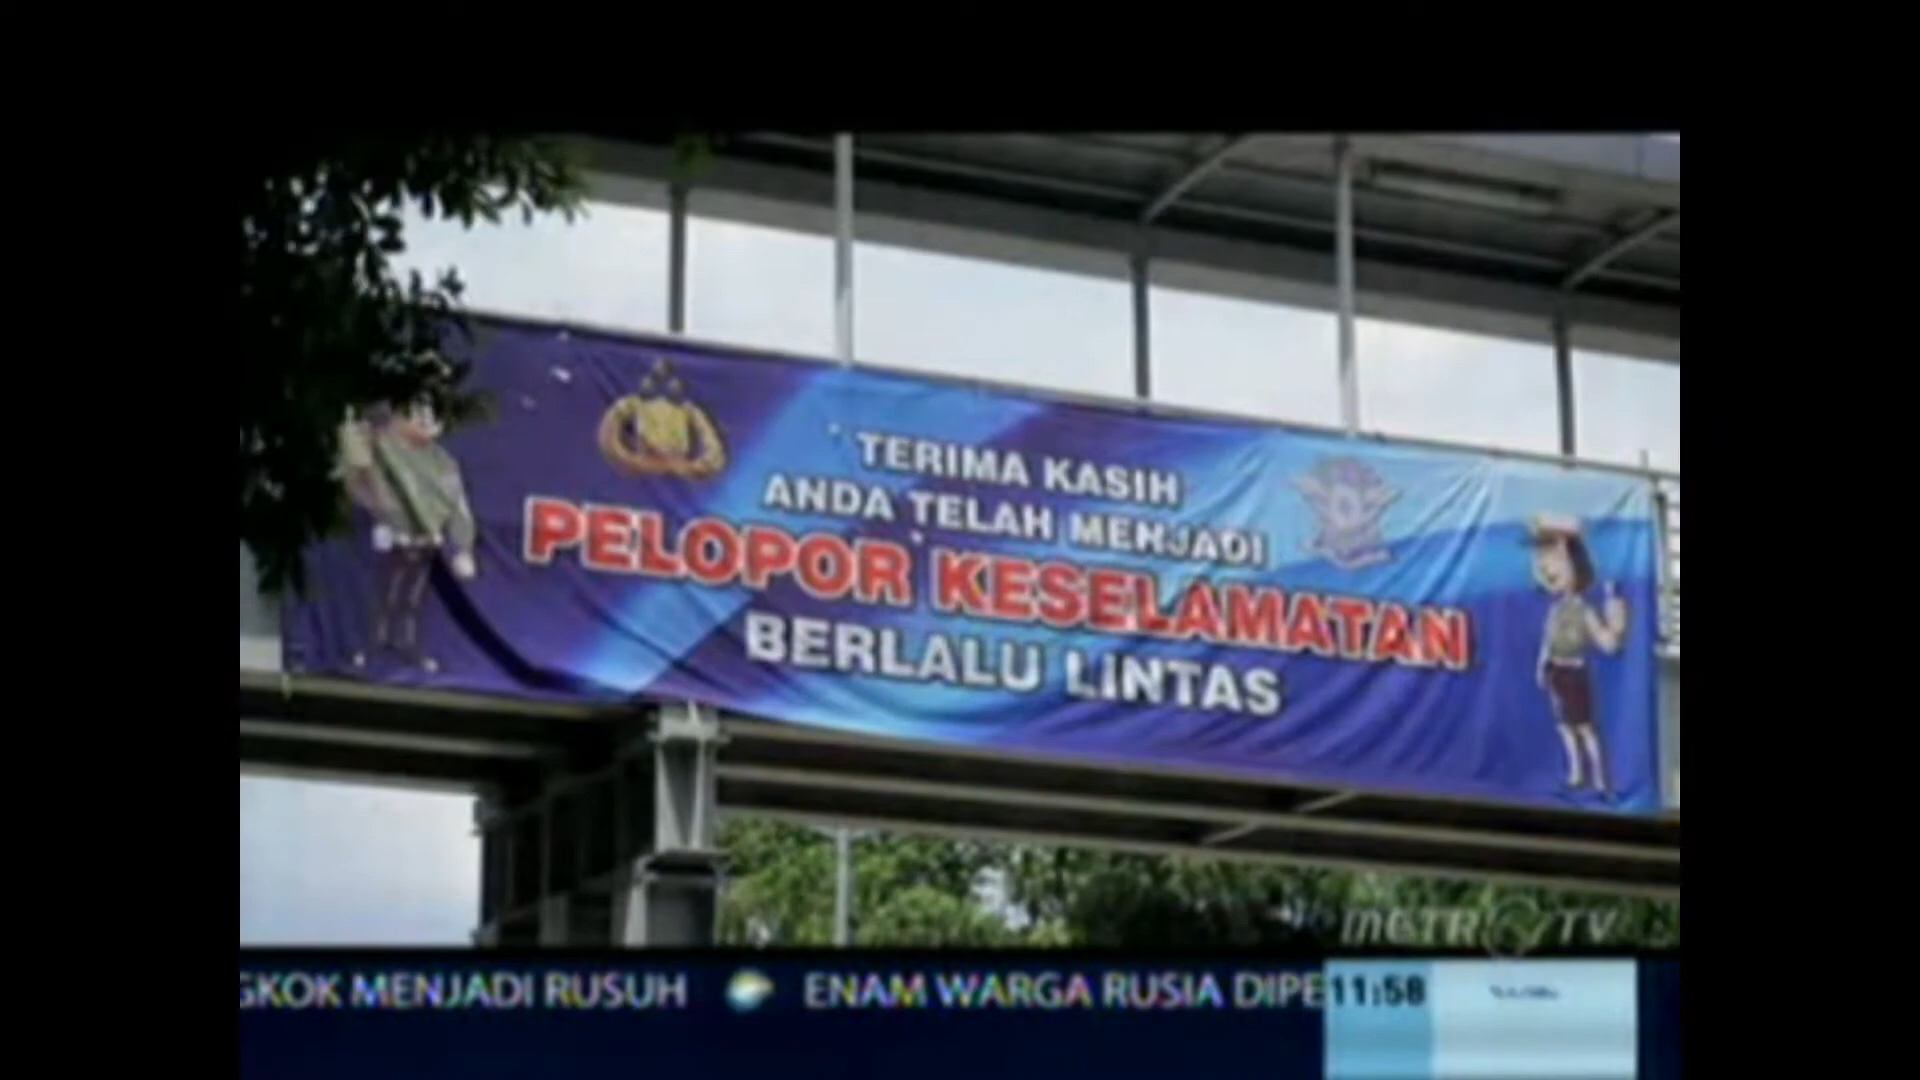 TERIMA KASIH
ANDA TELAH MENJADI
PELOPOR KESELAMATAN
BERLALU LINTAS
METRO TV
GKOK MENJADI RUSUH ENAM WARGA RUSIA DIPE
11:58